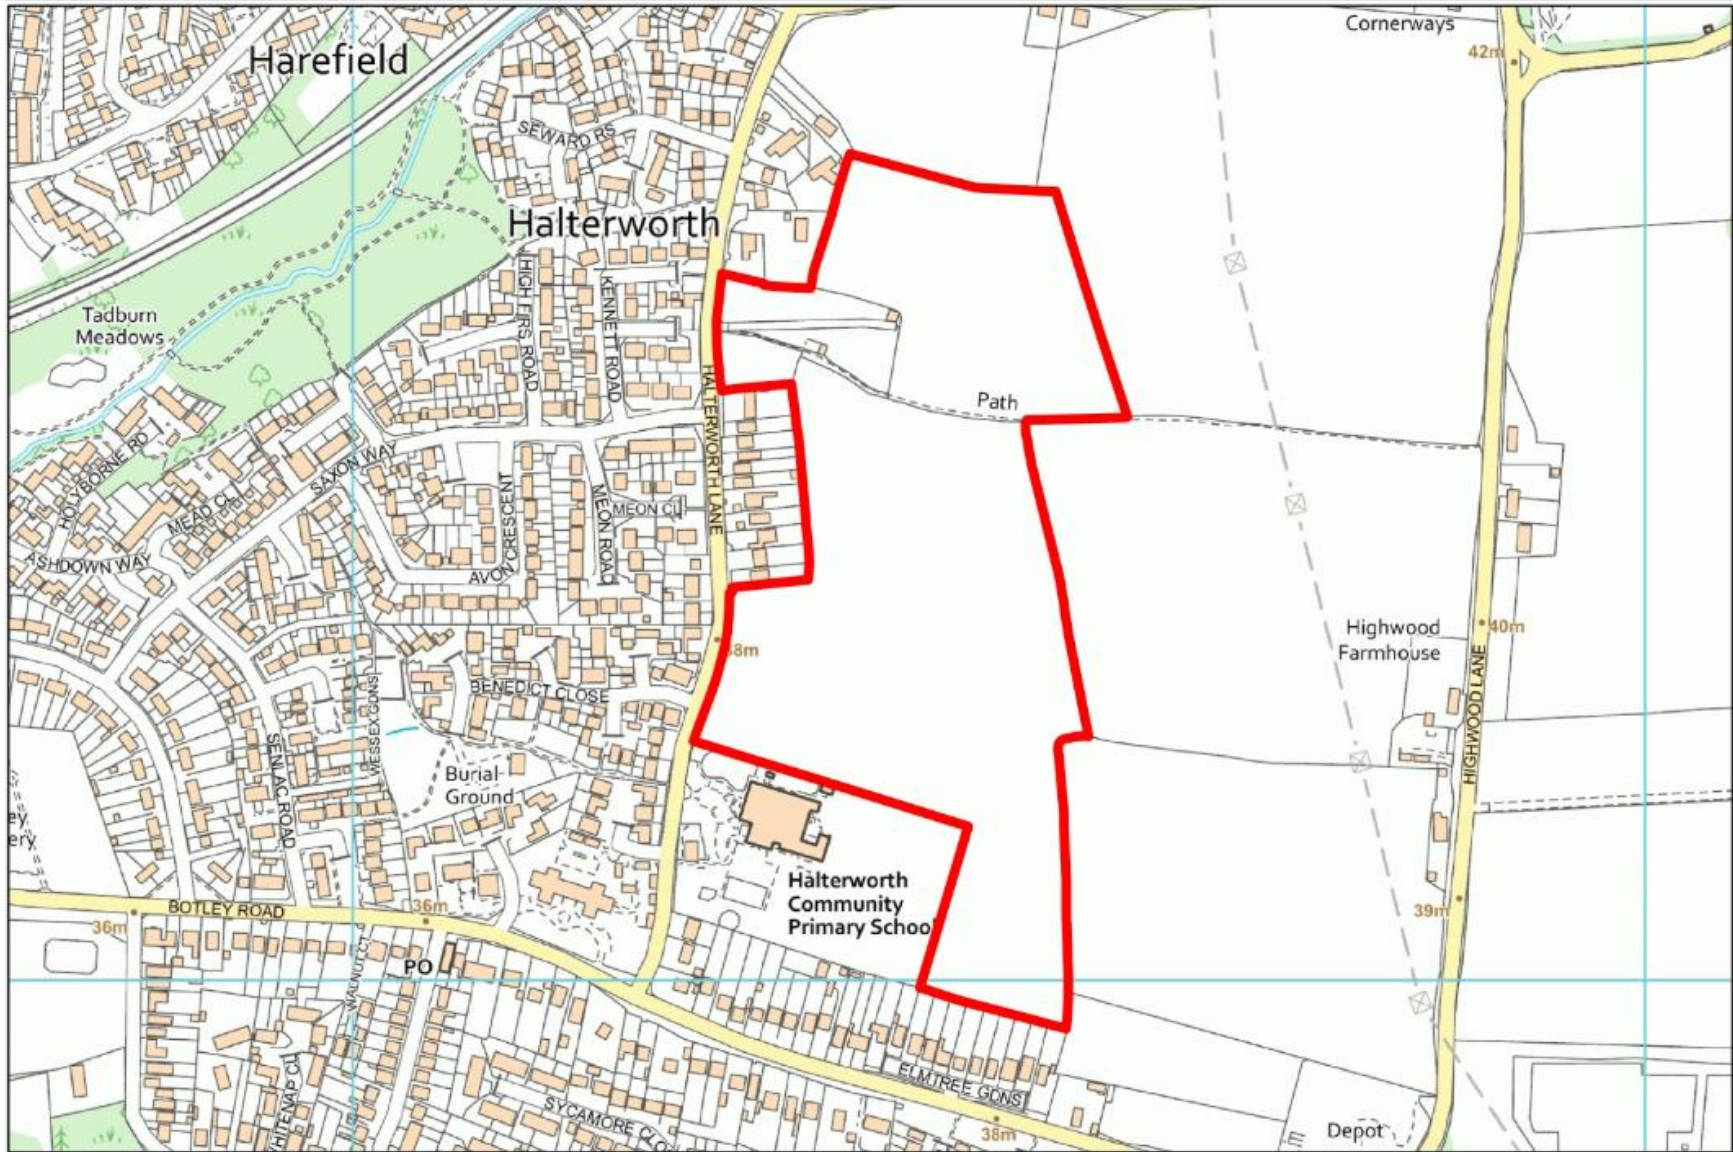 Cornerways
42m
Harefield
SEWARD RS
Halterworth
HIGH FIRS ROAD
KENNETT ROAD
Tadburn
Meadows
HALTERWORTH LANE
Path
HOLYBORNE RD
MEAD CL
SAXON WAY
ASHDOWN WAY
AVON CRESCENT
MEON ROAD
MEON CL
38m
Highwood
Farmhouse
40m
HIGHWOOD LANE
BENEDICT CLOSE
WESSEX GDNS
SENLAC ROAD
Burial
Ground
Halterworth
Community
Primary School
BOTLEY ROAD
36m
36m
39m
PO
WALNUT CL
ELMTREE GDNS
SYCAMORE
38m
Depot